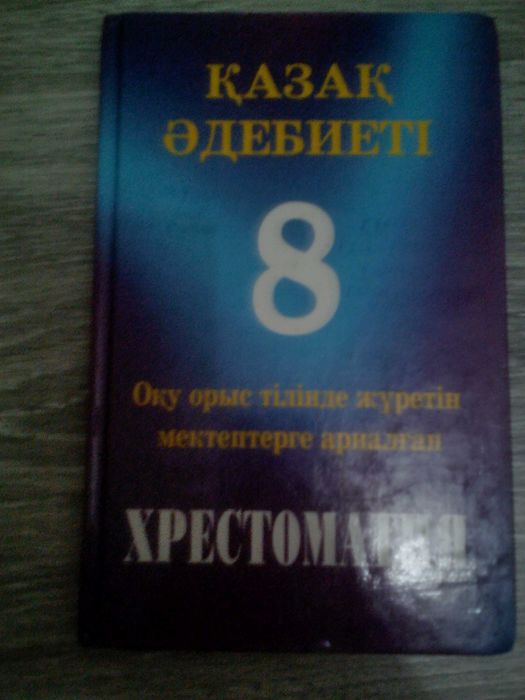 ҚАЗАҚ
ӘДЕБИЕТІ
8
Оқу орыс тілінде жүретін
мектептерге арналған
ХРЕСТОМАТИЯ